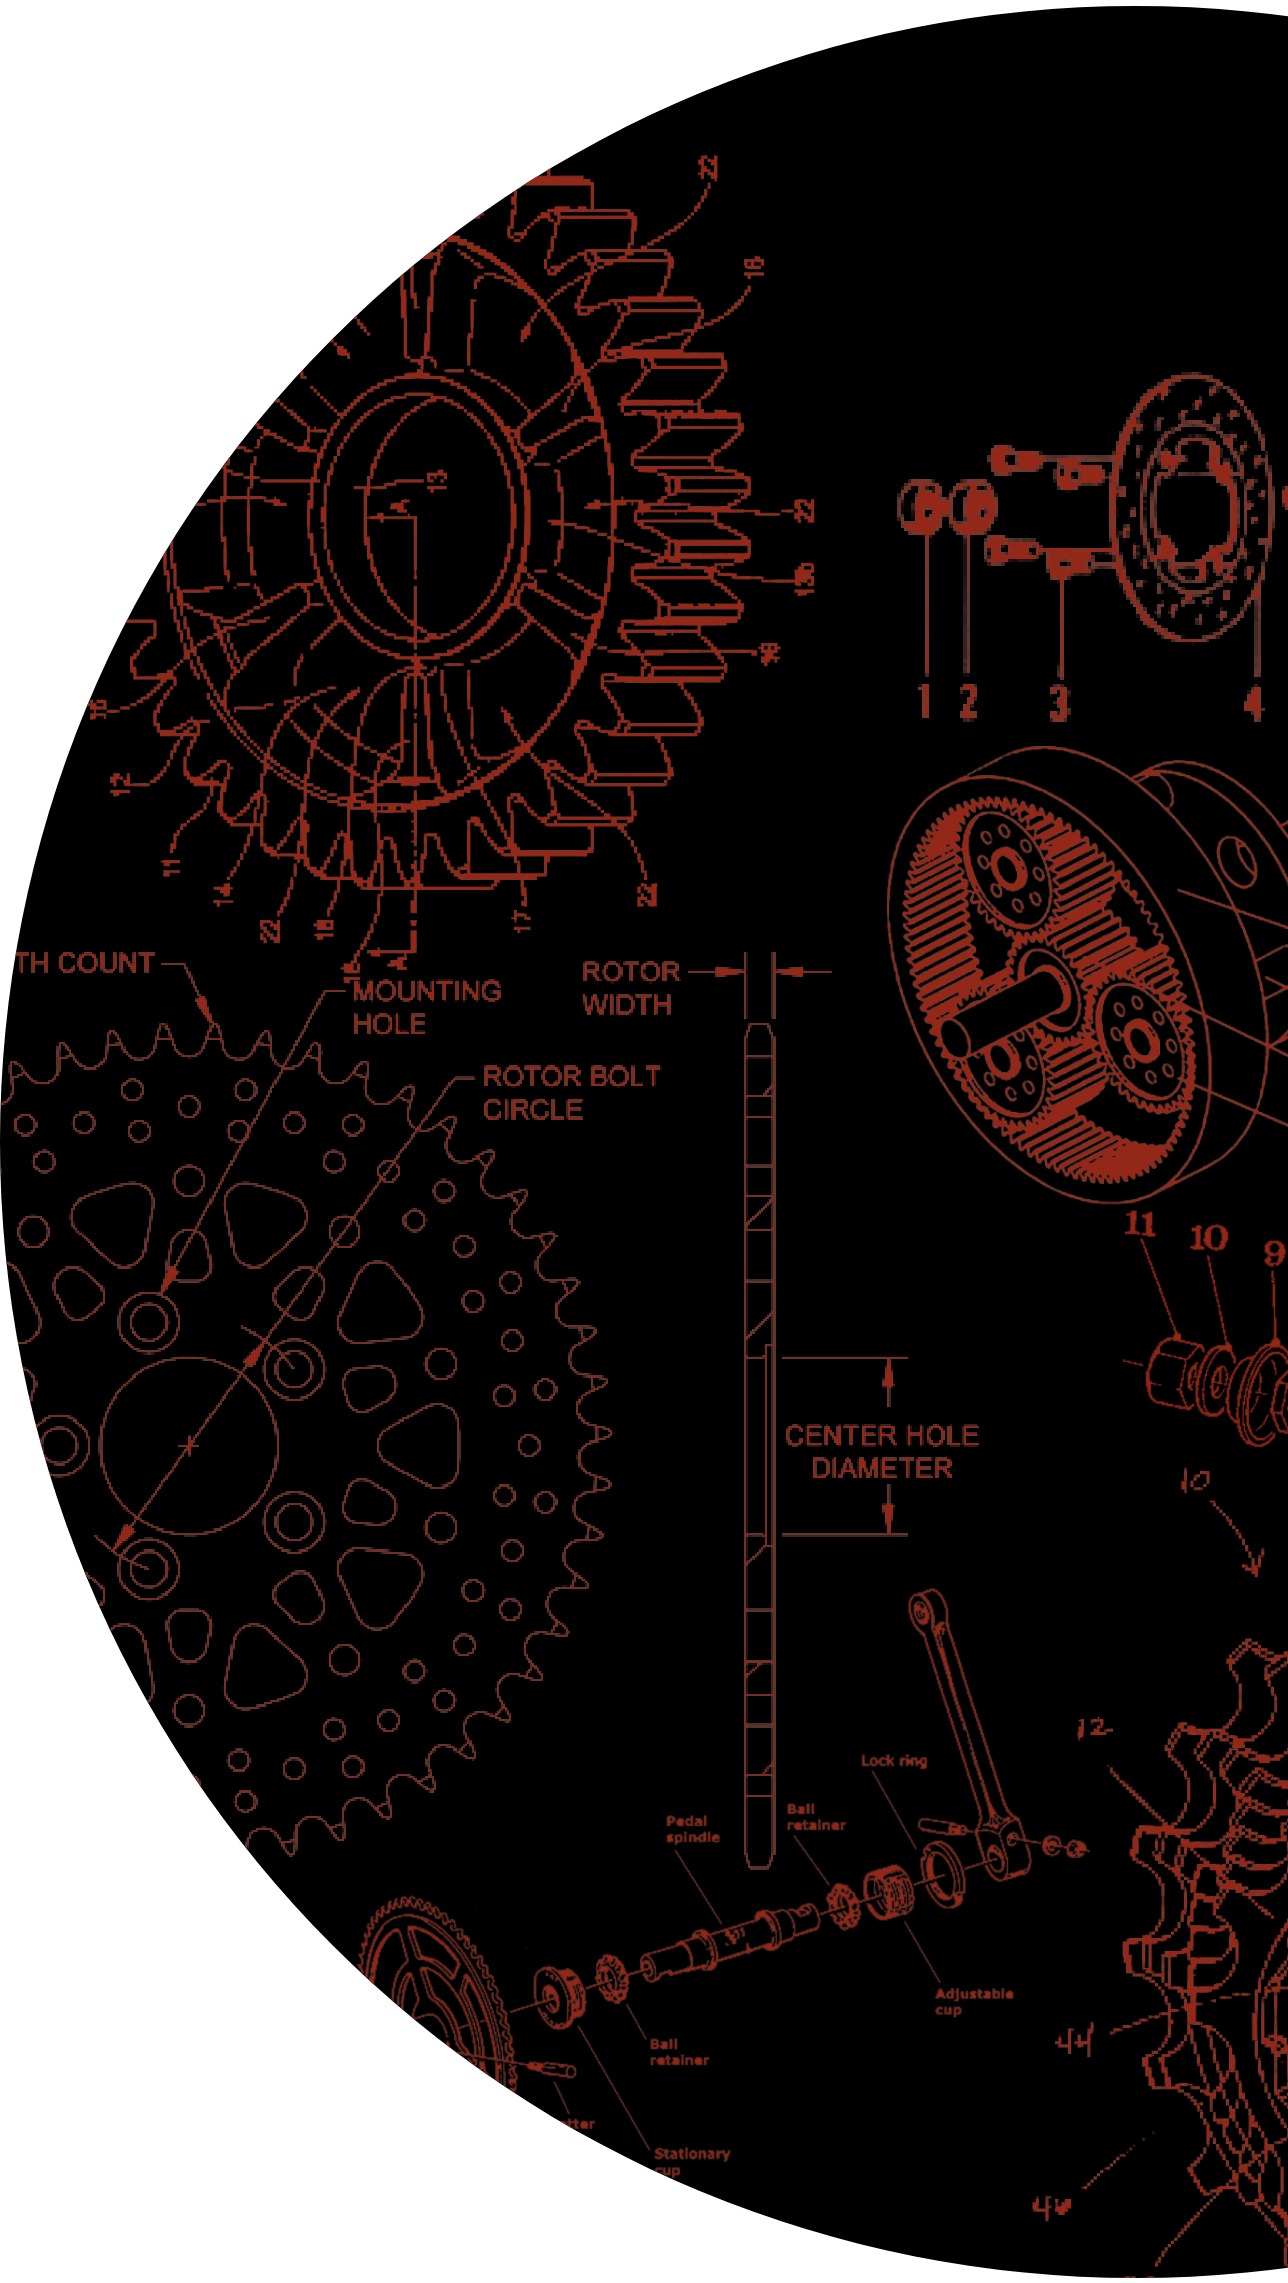 22
16
13
A
22
13b
16
12
11
14
22
18
16
A
17
22
1 2 3 4
TH COUNT
MOUNTING
HOLE
ROTOR
WIDTH
ROTOR BOLT
CIRCLE
11 10 9
CENTER HOLE
DIAMETER
10
12
Lock ring
Ball
retainer
Pedal
spindle
Adjustable
cup
44
Ball
retainer
tter
Stationary
cup
46